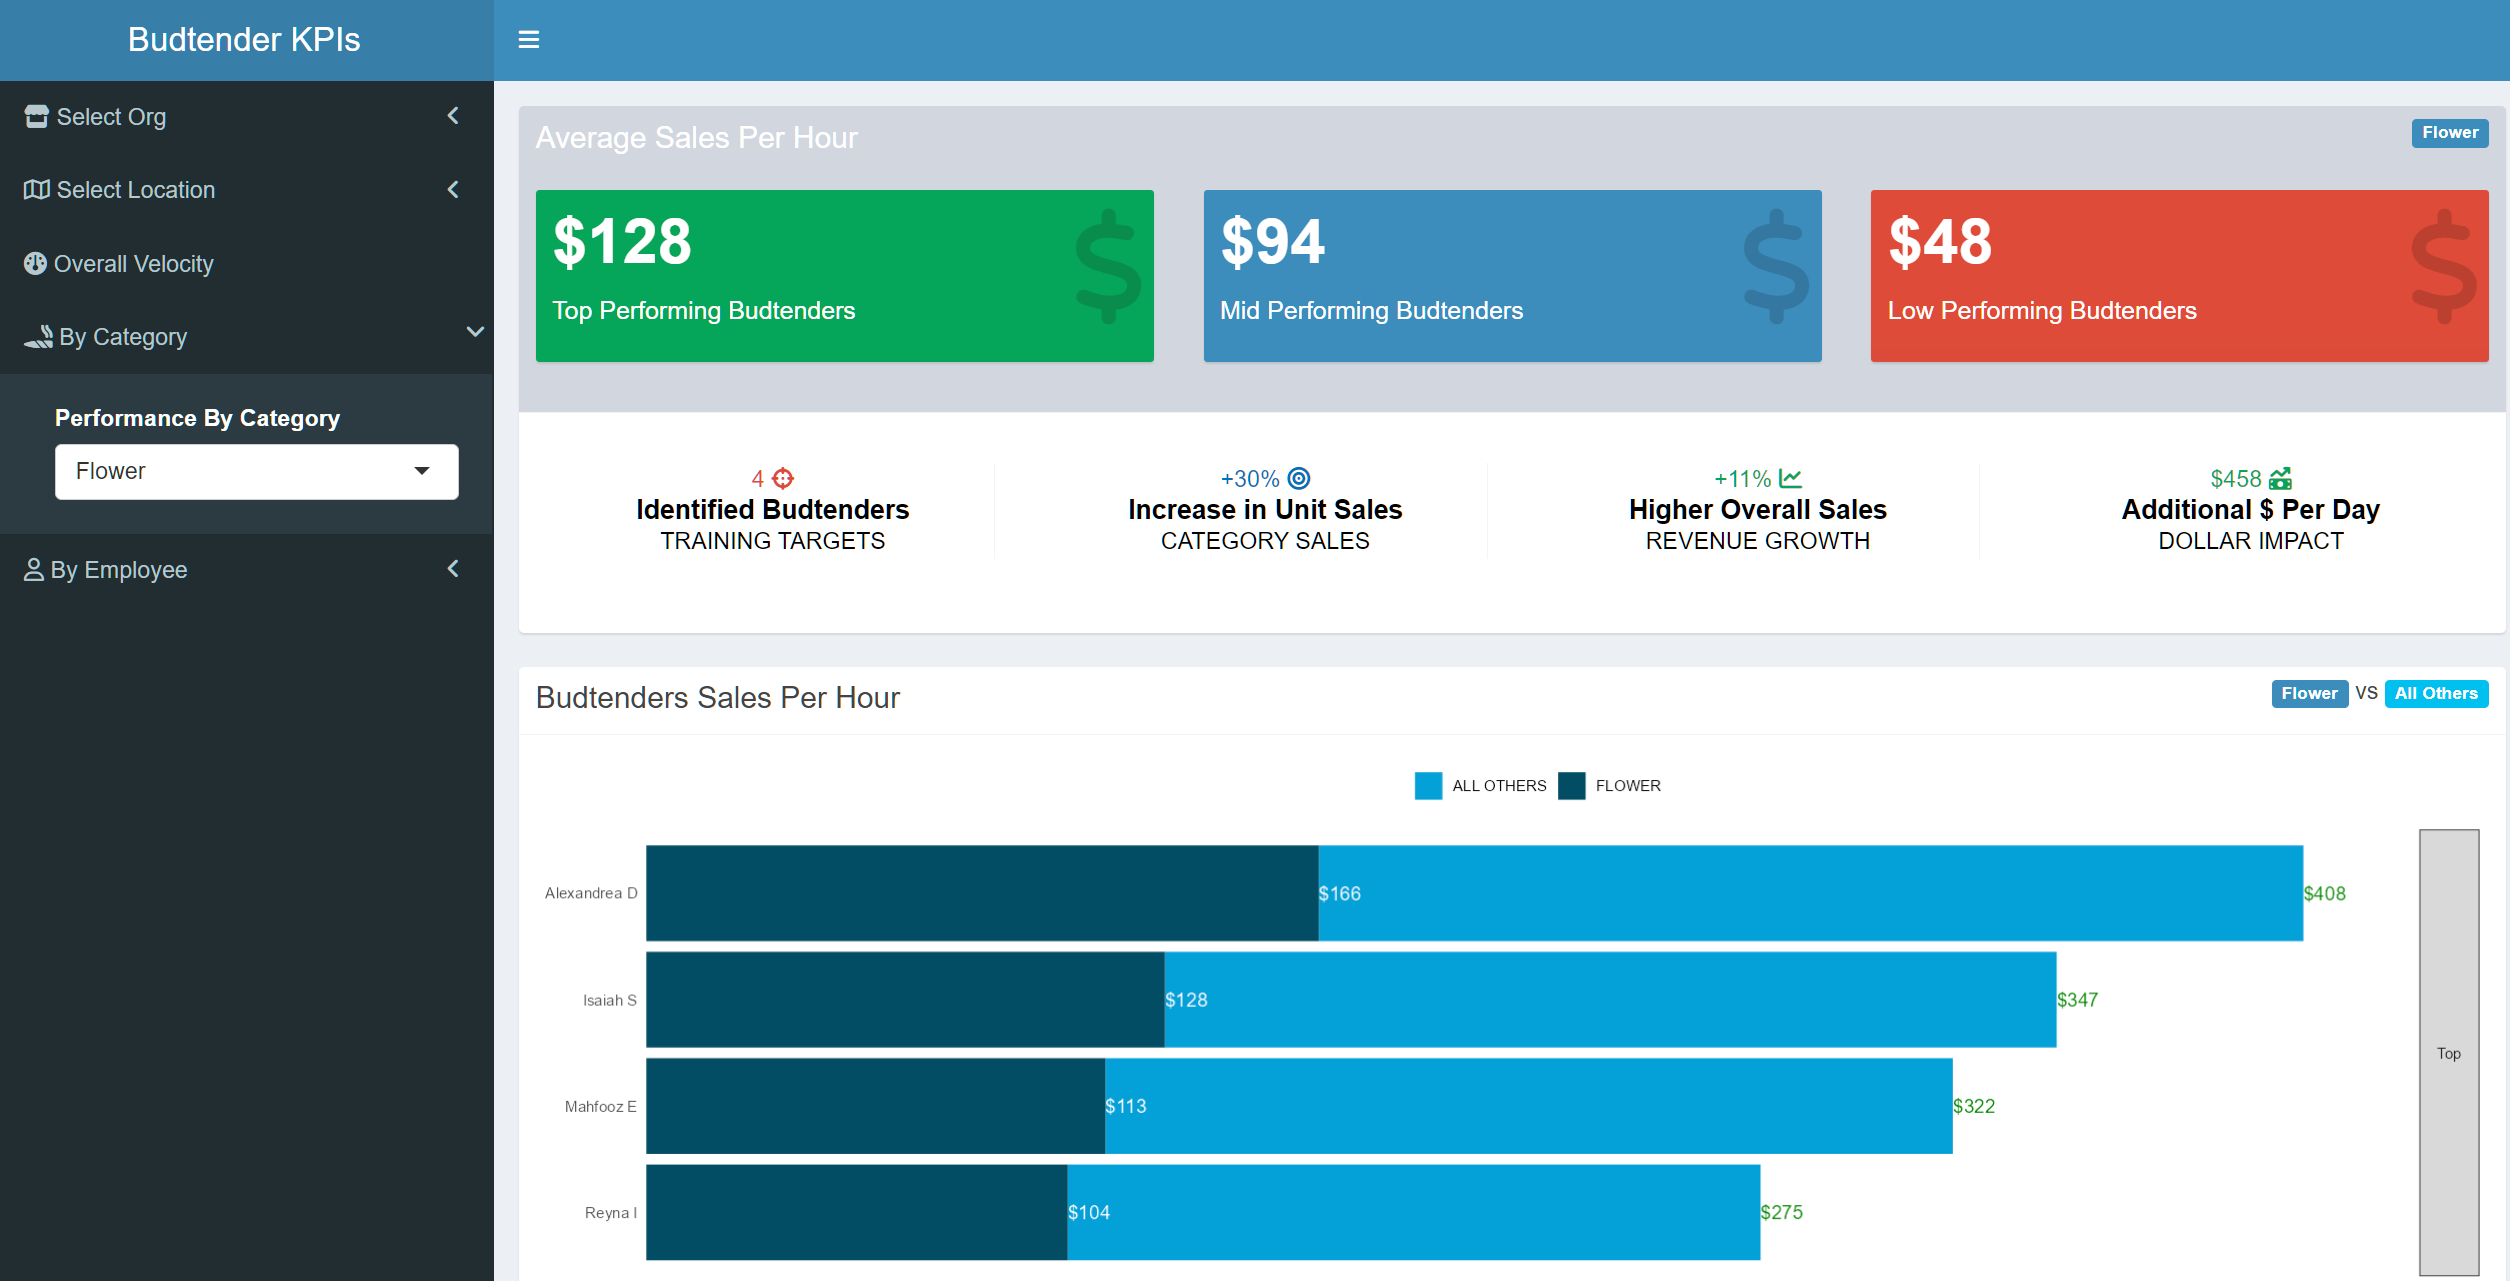 Budtender KPIs
Select Org
Select Location
Overall Velocity
By Category
Performance By Category
Flower
By Employee
Average Sales Per Hour
Flower
$128
Top Performing Budtenders
$94
Mid Performing Budtenders
$48
Low Performing Budtenders
4
Identified Budtenders
TRAINING TARGETS
+30%
Increase in Unit Sales
CATEGORY SALES
+11%
Higher Overall Sales
REVENUE GROWTH
$458
Additional $ Per Day
DOLLAR IMPACT
Budtenders Sales Per Hour
Flower VS All Others
ALL OTHERS FLOWER
Alexandrea D $166 $408
Isaiah S $128 $347
Mahfooz E $113 $322
Reyna I $104 $275
Top